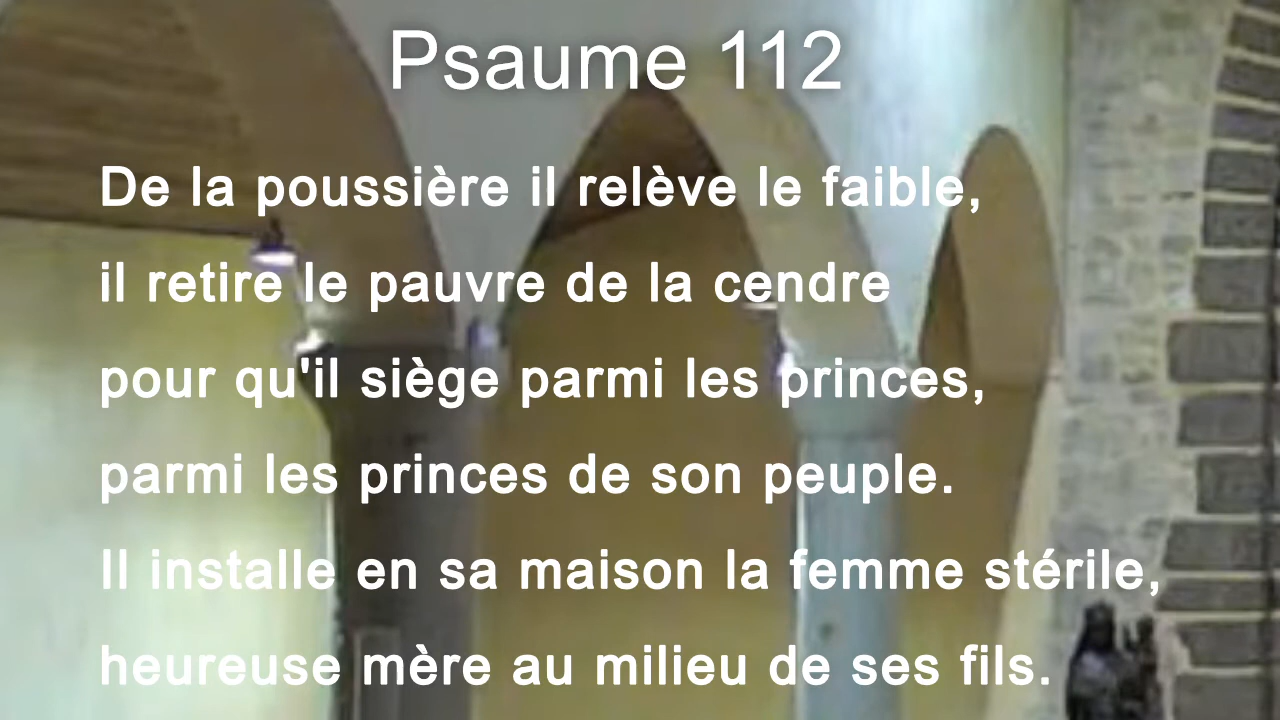 Psaume 112
De la poussière il relève le faible,
il retire le pauvre de la cendre
pour qu'il siège parmi les princes,
parmi les princes de son peuple.
Il installe en sa maison la femme stérile,
heureuse mère au milieu de ses fils.